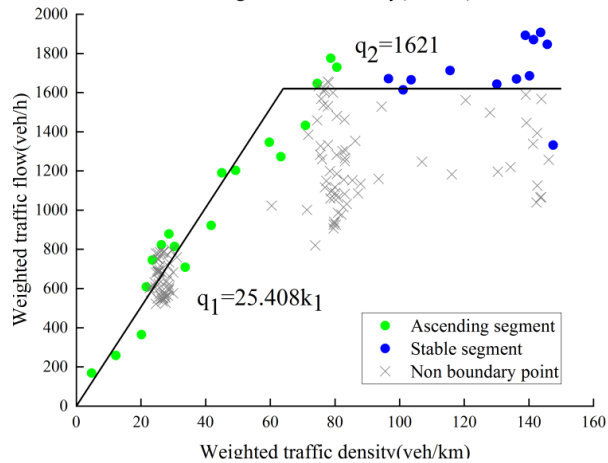 2000
1800
1600
1400
1200
1000
800
600
400
200
0
Weighted traffic flow(veh/h)
q2=1621
q1=25.408k1
Ascending segment
Stable segment
Non boundary point
0 20 40 60 80 100 120 140 160
Weighted traffic density(veh/km)